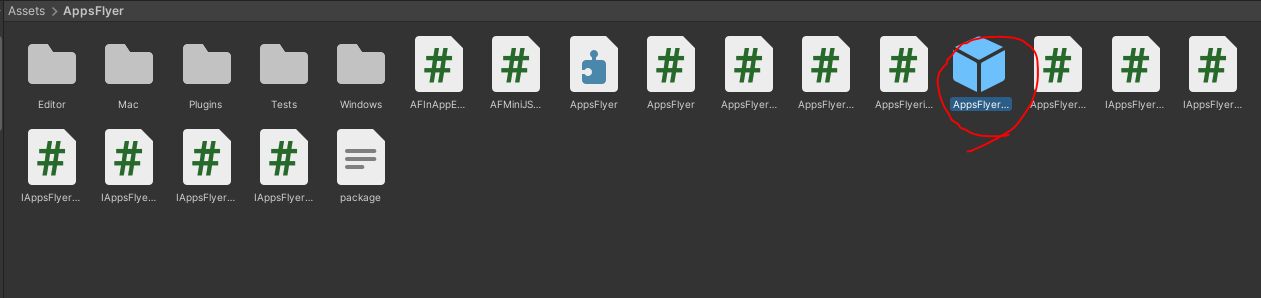 Assets > AppsFlyer
Editor
Mac
Plugins
Tests
Windows
AFInAppE...
AFMiniJS...
AppsFlyer
AppsFlyer
AppsFlyer...
AppsFlyer...
AppsFlyeri...
AppsFlyer...
AppsFlyer...
IAppsFlyer...
IAppsFlyer...
IAppsFlyer...
IAppsFlye...
IAppsFlyer...
IAppsFlyer...
package